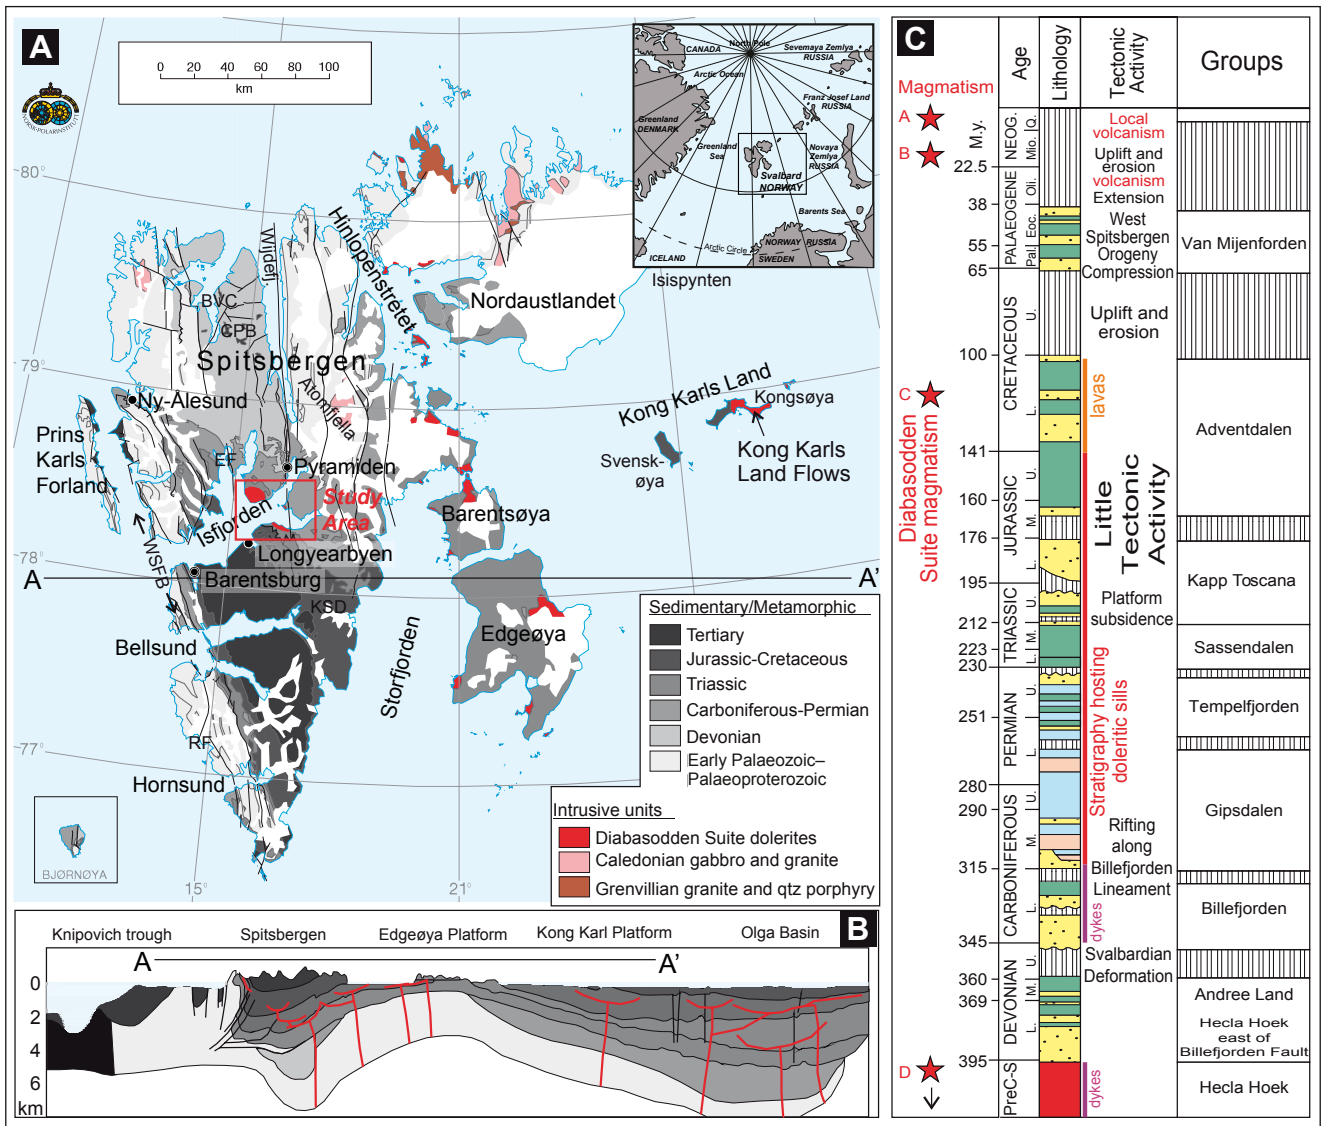 A
0 20 40 60 80 100
km
NORSK POLARINSTITUTT
80°
79°
78°
77°
15°
21°
CANADA
North Pole
Sevemaya Zemlya
RUSSIA
Arctic Ocean
Franz Josef Land
RUSSIA
Greenland
DENMARK
Greenland
Sea
Novaya
Zemlya
RUSSIA
Svalbard
NORWAY
Barents Sea
Arctic Circle
NORWAY
RUSSIA
ICELAND
SWEDEN
Isispynten
Hinlopenstretet
Wijdefj.
Nordaustlandet
BVC
CPB
Spitsbergen
Atomfjella
Ny-Ålesund
Prins
Karls
Forland
EF
Pyramiden
Study
Area
Isfjorden
Longyearbyen
WSFB
Barentsburg
A
A'
KSD
Bellsund
Storfjorden
RF
Hornsund
BJØRNØYA
Kong Karls Land
Kongsøya
Svensk-
øya
Kong Karls
Land Flows
Barentsøya
Edgeøya
Sedimentary/Metamorphic
Tertiary
Jurassic-Cretaceous
Triassic
Carboniferous-Permian
Devonian
Early Palaeozoic–
Palaeoproterozoic
Intrusive units
Diabasodden Suite dolerites
Caledonian gabbro and granite
Grenvillian granite and qtz porphyry
B
Knipovich trough
Spitsbergen
Edgeøya Platform
Kong Karl Platform
Olga Basin
A
A'
0
2
4
6
km
C
Magmatism
M.y.
Age
Lithology
Tectonic
Activity
Groups
A
B
C
D
Diabasodden
Suite magmatism
22.5
38
55
65
100
141
160
176
195
212
223
230
251
280
290
315
345
360
369
395
NEOG.
Q.
Mio.
PALAEOGENE
Oli.
Eoc.
Pal.
CRETACEOUS
U.
L.
JURASSIC
U.
M.
L.
TRIASSIC
U.
M.
L.
PERMIAN
U.
L.
CARBONIFEROUS
U.
M.
L.
DEVONIAN
U.
M.
L.
PreC-S
lavas
Stratigraphy hosting
doleritic sills
dykes
dykes
Local
volcanism
Uplift and
erosion
volcanism
Extension
West
Spitsbergen
Orogeny
Compression
Uplift and
erosion
Little
Tectonic
Activity
Platform
subsidence
Rifting
along
Billefjorden
Lineament
Svalbardian
Deformation
Van Mijenforden
Adventdalen
Kapp Toscana
Sassendalen
Tempelfjorden
Gipsdalen
Billefjorden
Andree Land
Hecla Hoek
east of
Billefjorden Fault
Hecla Hoek